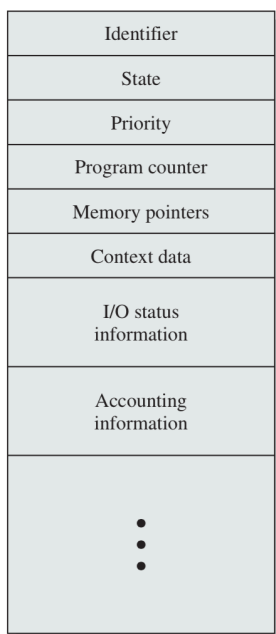 Identifier
State
Priority
Program counter
Memory pointers
Context data
I/O status
information
Accounting
information